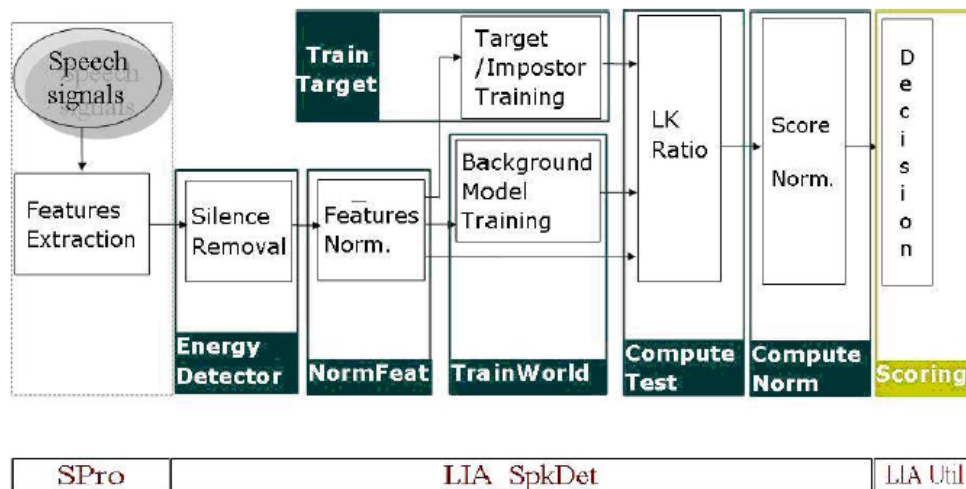 Speech
signals
Features
Extraction
Silence
Removal
Energy
Detector
Features
Norm.
NormFeat
Train
Target
Target
/Impostor
Training
Background
Model
Training
TrainWorld
LK
Ratio
Compute
Test
Score
Norm.
Compute
Norm
D
e
c
i
s
i
o
n
Scoring
SPro
LIA SpkDet
LIA Util